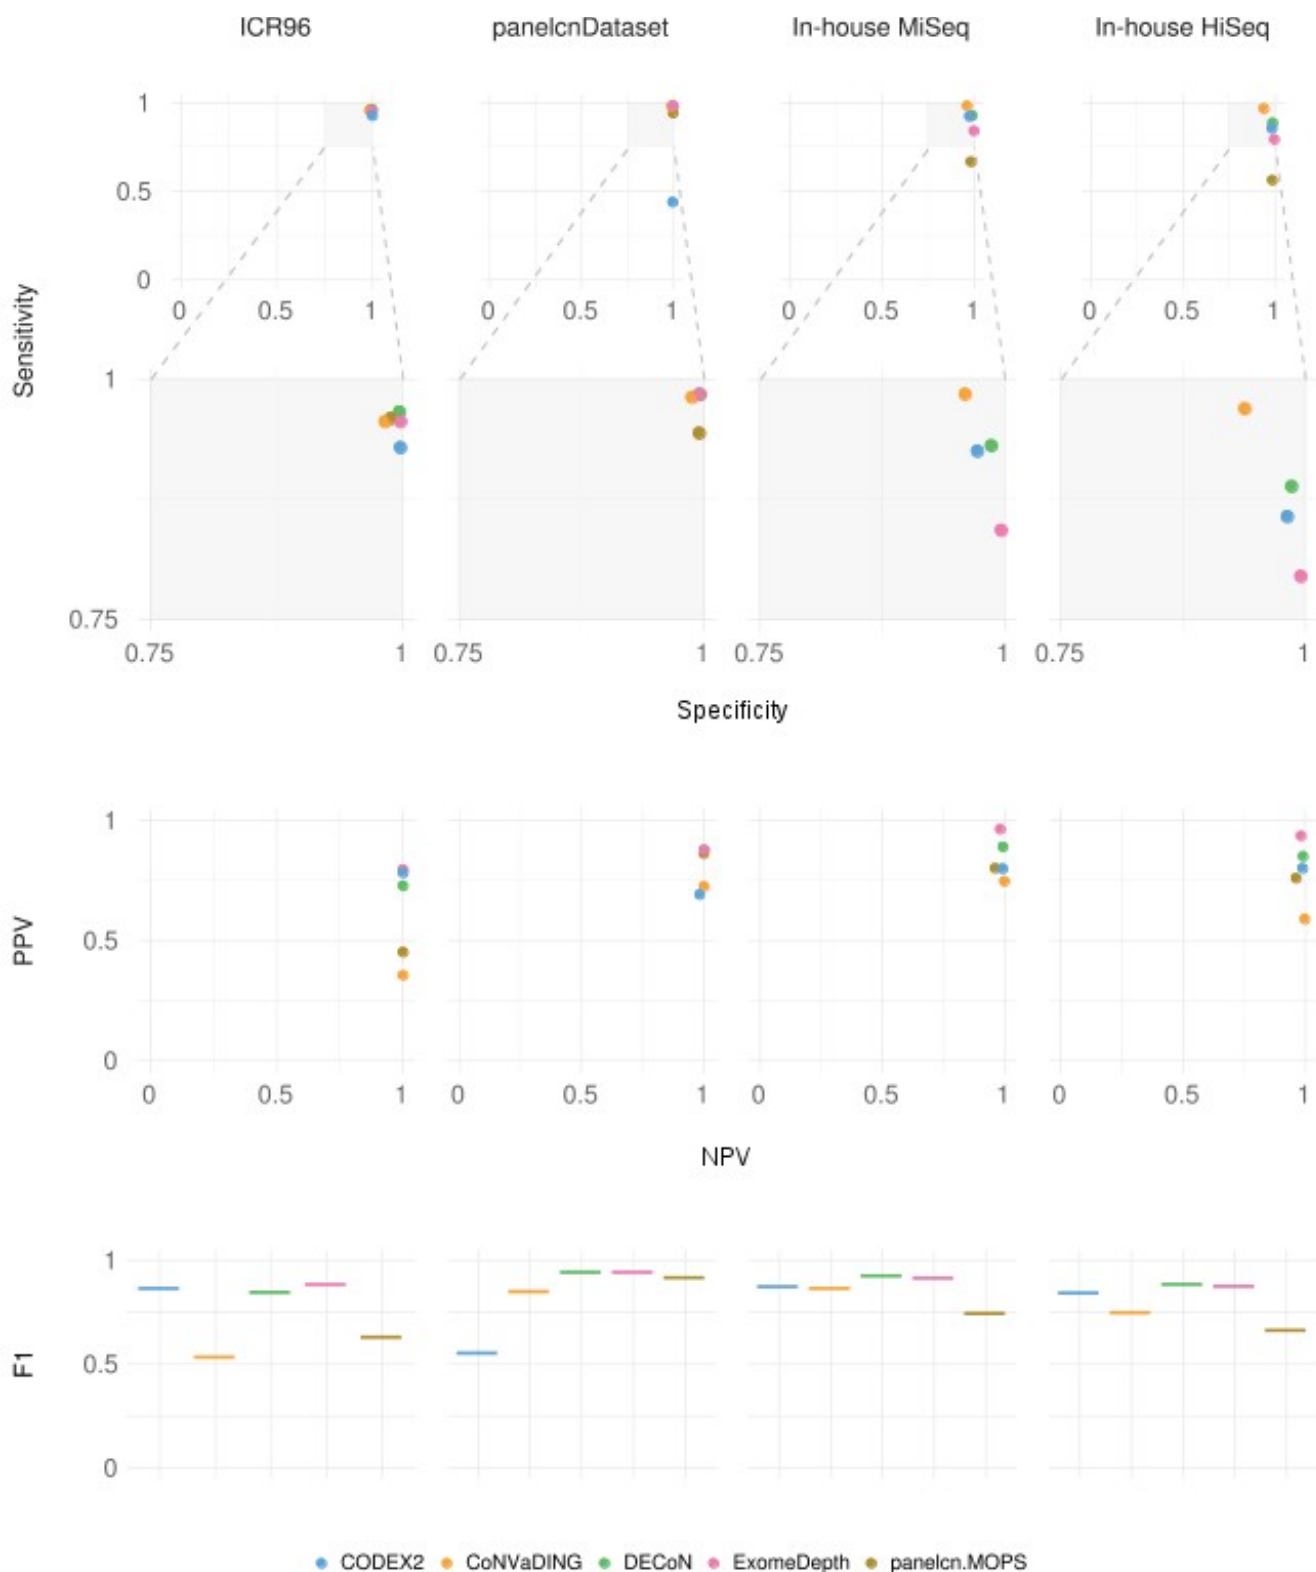 ICR96 panelcnDataset In-house MiSeq In-house HiSeq
1
0.5
0
0 0.5 1 0 0.5 1 0 0.5 1 0 0.5 1
Sensitivity
1
0.75
0.75 1 0.75 1 0.75 1 0.75 1
Specificity
1
PPV
0.5
0
0 0.5 1 0 0.5 1 0 0.5 1 0 0.5 1
NPV
1
F1
0.5
0
CODEX2 CoNVaDING DECoN ExomeDepth panelcn.MOPS